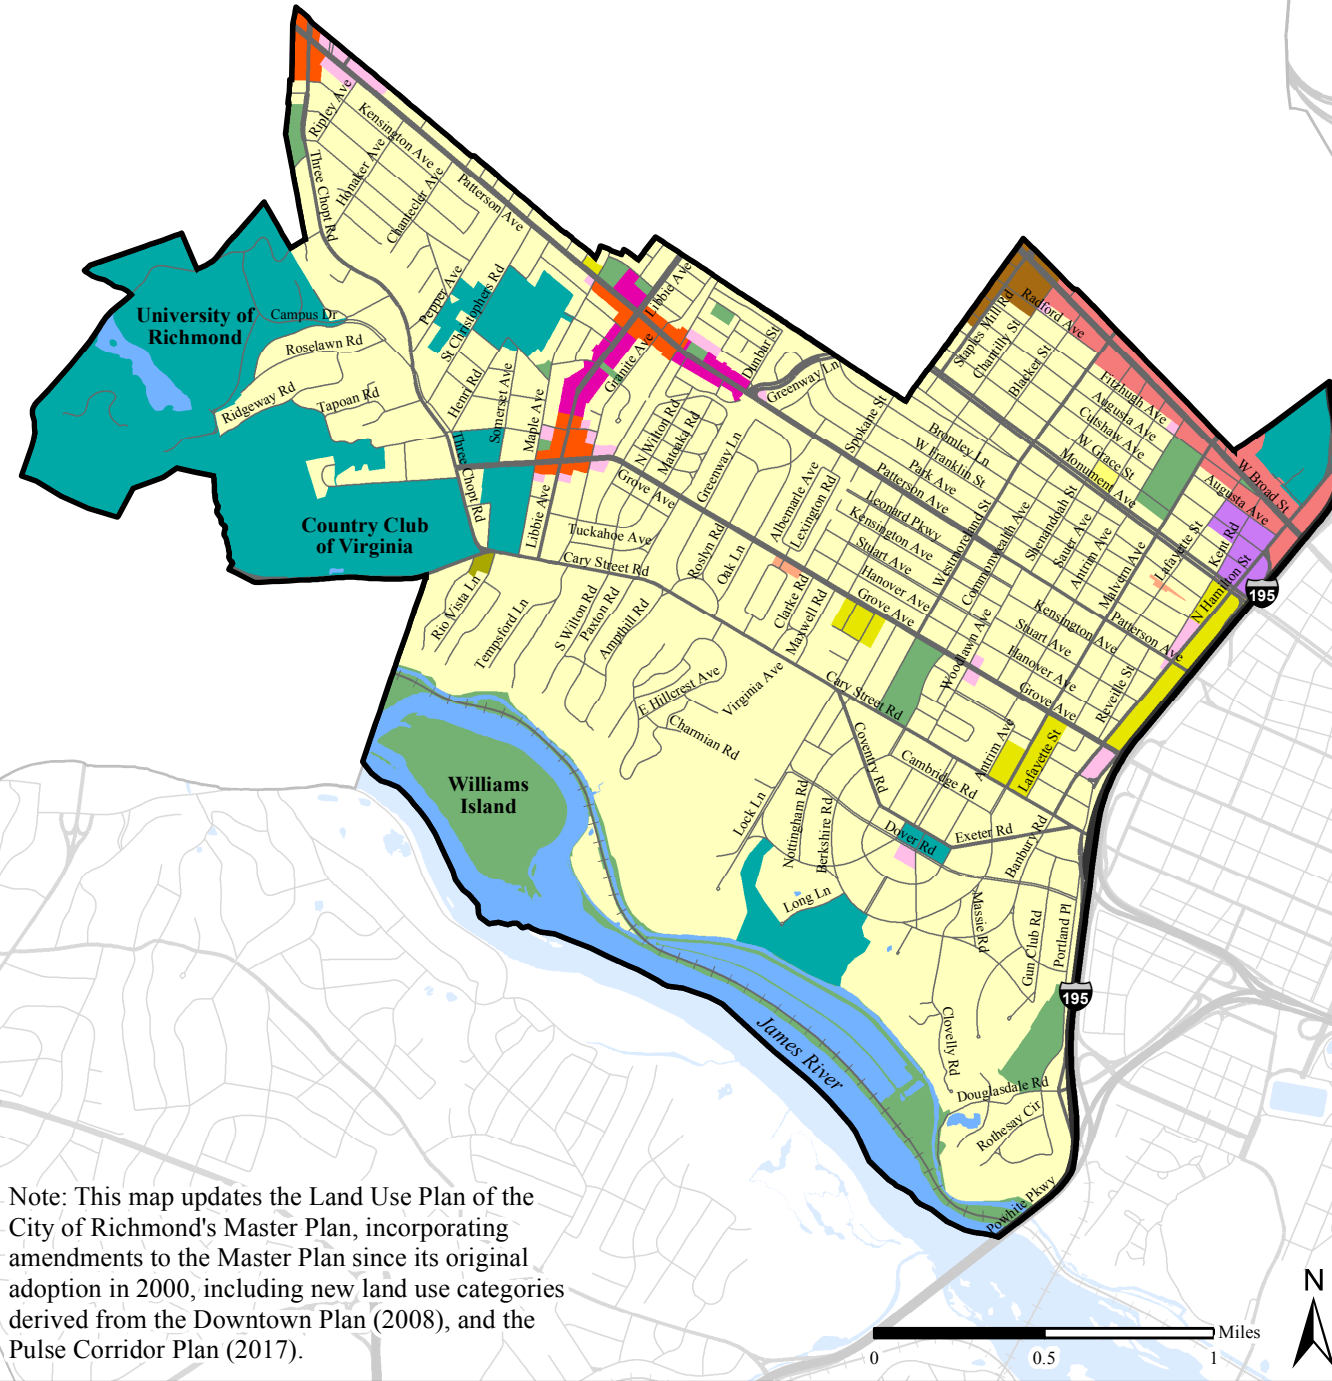 Ripley Ave
Kensington Ave
Honaker Ave
Three Chopt Rd
Chantecler Ave
Patterson Ave
Pepper Ave
St Christophers Rd
Libbie Ave
University of
Richmond
Campus Dr
Roselawn Rd
Ridgeway Rd
Tapoan Rd
Henri Rd
Somerset Ave
Maple Ave
Granite Ave
Dunbar St
Greenway Ln
Staples Mill Rd
Radford Ave
Chantilly St
Blacket St
Fitzhugh Ave
Augusta Ave
Cutshaw Ave
W Grace St
Monument Ave
W Broad St
Augusta Ave
Spokane St
Bromley Ln
W Franklin St
Park Ave
Patterson Ave
Leonard Pkwy
Kensington Ave
Stuart Ave
Hanover Ave
Grove Ave
N Wilton Rd
Matoaka Rd
Greenway Ln
Grove Ave
Three Chopt Rd
Libbie Ave
Country Club
of Virginia
Tuckahoe Ave
Cary Street Rd
Roslyn Rd
Oak Ln
Albemarle Ave
Lexington Rd
Clarke Rd
Maxwell Rd
Westmoreland St
Commonwealth Ave
Shenandoah St
Sauer Ave
Antrim Ave
Malvern Ave
Lafayette St
Kent Rd
N Hamilton St
195
Rio Vista Ln
Tempsford Ln
S Wilton Rd
Paxton Rd
Ampthill Rd
E Hillcrest Ave
Virginia Ave
Charmian Rd
Cary Street Rd
Woodlawn Ave
Kensington Ave
Patterson Ave
Stuart Ave
Hanover Ave
Grove Ave
Reveille St
Antrim Ave
Lafayette St
Coventry Rd
Cambridge Rd
Williams
Island
Lock Ln
Nottingham Rd
Berkshire Rd
Dover Rd
Exeter Rd
Banbury Rd
Long Ln
Massie Rd
Gun Club Rd
Portland Pl
195
James River
Clovelly Rd
Douglasdale Rd
Rothesay Cir
Powhite Pkwy
Note: This map updates the Land Use Plan of the
City of Richmond's Master Plan, incorporating
amendments to the Master Plan since its original
adoption in 2000, including new land use categories
derived from the Downtown Plan (2008), and the
Pulse Corridor Plan (2017).
N
Miles
0 0.5 1